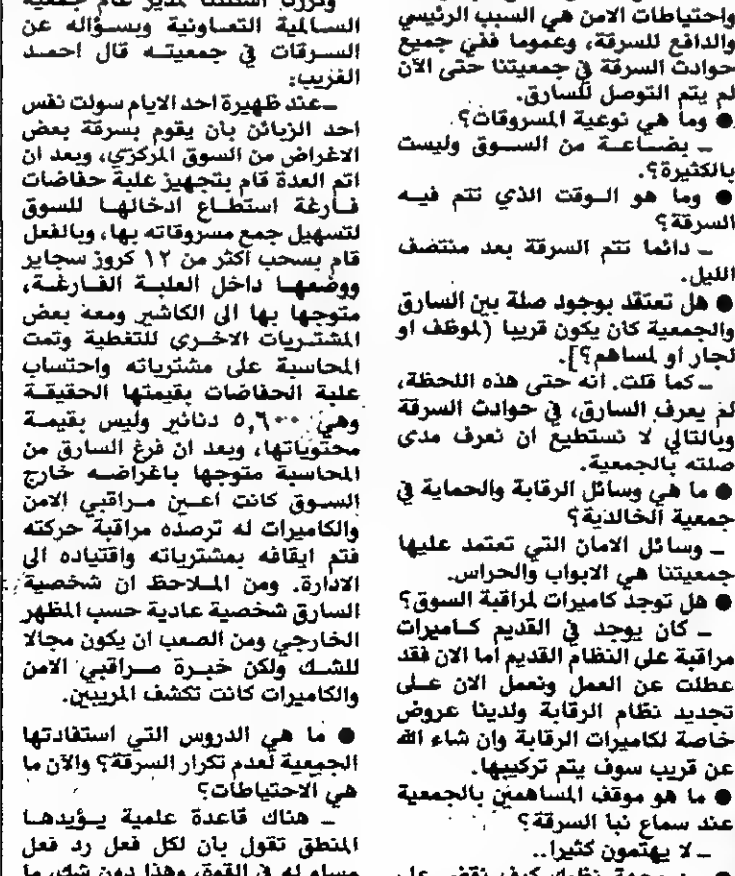 واحتياطات الامن هي السبب الرئيسي
والدافع للسرقة، وعموما ففي جميع
حوادث السرقة في جمعيتنا حتى الآن
لم يتم التوصل للسارق.
● وما هي نوعية المسروقات؟
ـ بضاعة من السوق وليست
بالكثيرة؟.
● وما هو الوقت الذي تتم فيه
السرقة؟
ـ دائما تتم السرقة بعد منتصف
الليل.
● هل تعتقد بوجود صلة بين السارق
والجمعية كان يكون قريبا (لموظف او
لجار او لمساهم؟].
ـ كما قلت. انه حتى هذه اللحظة،
لم يعرف السارق، في حوادث السرقة
وبالتالي لا نستطيع ان نعرف مدى
صلته بالجمعية.
● ما هي وسائل الرقابة والحماية في
جمعية الخالدية؟
ـ وسائل الامان التي تعتمد عليها
جمعيتنا هي الابواب والحراس.
● هل توجد كاميرات لمراقبة السوق؟
ـ كان يوجد في القديم كاميرات
مراقبة على النظام القديم اما الان فقد
عطلت عن العمل ونعمل الان على
تجديد نظام الرقابة ولدينا عروض
خاصة لكاميرات الرقابة وان شاء الله
عن قريب سوف يتم تركيبها.
● ما هو موقف المساهمين بالجمعية
عند سماع نبا السرقة؟
ـ لا يهتمون كثيرا..
وجهة نظرك كيف نقضي على
وكررنا اسئلتنا لمدير عام جمعية
السالمية التعاونية وبسؤاله عن
السرقات في جمعيته قال احمد
الغريب:
ـ عند ظهيرة احد الايام سولت نفس
احد الزبائن بان يقوم بسرقة بعض
الاغراض من السوق المركزي، وبعد ان
اتم العدة قام بتجهيز علبة حفاضات
فارغة استطاع ادخالها للسوق
لتسهيل جمع مسروقاته بها، وبالفعل
قام بسحب اكثر من ١٢ كروز سجاير
ووضعها داخل العلبة الفارغة،
متوجها بها الى الكاشير ومعه بعض
المشتريات الاخرى للتغطية وتمت
المحاسبة على مشترياته واحتساب
علبة الحفاضات بقيمتها الحقيقة
وهي ٥,٦٠٠ دنانير وليس بقيمة
محتوياتها، وبعد ان فرغ السارق من
المحاسبة متوجها باغراضه خارج
السوق كانت اعين مراقبي الامن
والكاميرات له ترصده مراقبة حركته
فتم ايقافه بمشترياته واقتياده الى
الادارة. ومن الملاحظ ان شخصية
السارق شخصية عادية حسب المظهر
الخارجي ومن الصعب ان يكون مجالا
للشك ولكن خبرة مراقبي الامن
والكاميرات كانت تكشف المريبين.
● ما هي الدروس التي استفادتها
الجمعية لعدم تكرار السرقة؟ والآن ما
هي الاحتياطات؟
ـ هناك قاعدة علمية يؤيدها
المنطق تقول بان لكل فعل رد فعل
مساو له في القوة، وهذا دون شك، ما